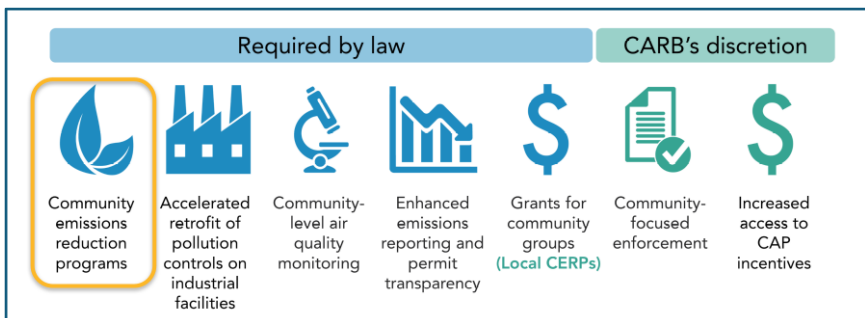 Required by law
CARB's discretion
Community
emissions
reduction
programs
Accelerated
retrofit of
pollution
controls on
industrial
facilities
Community-
level air
quality
monitoring
Enhanced
emissions
reporting and
permit
transparency
$
Grants for
community
groups
(Local CERPs)
Community-
focused
enforcement
$
Increased
access to
CAP
incentives